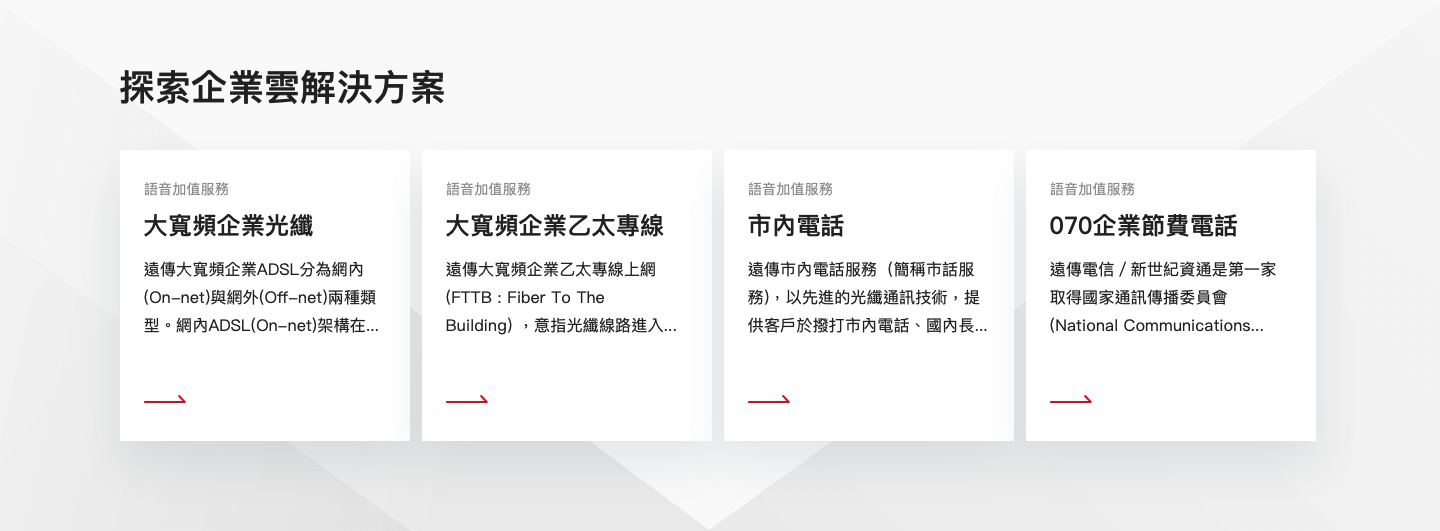 探索企業雲解決方案
語音加值服務
大寬頻企業光纖
遠傳大寬頻企業ADSL分為網內
(On-net)與網外(Off-net)兩種類
型。網內ADSL(On-net)架構在...
語音加值服務
大寬頻企業乙太專線
遠傳大寬頻企業乙太專線上網
(FTTB : Fiber To The
Building) ，意指光纖線路進入...
語音加值服務
市內電話
遠傳市內電話服務（簡稱市話服
務)，以先進的光纖通訊技術，提
供客戶於撥打市內電話、國內長...
語音加值服務
070企業節費電話
遠傳電信 / 新世紀資通是第一家
取得國家通訊傳播委員會
(National Communications...